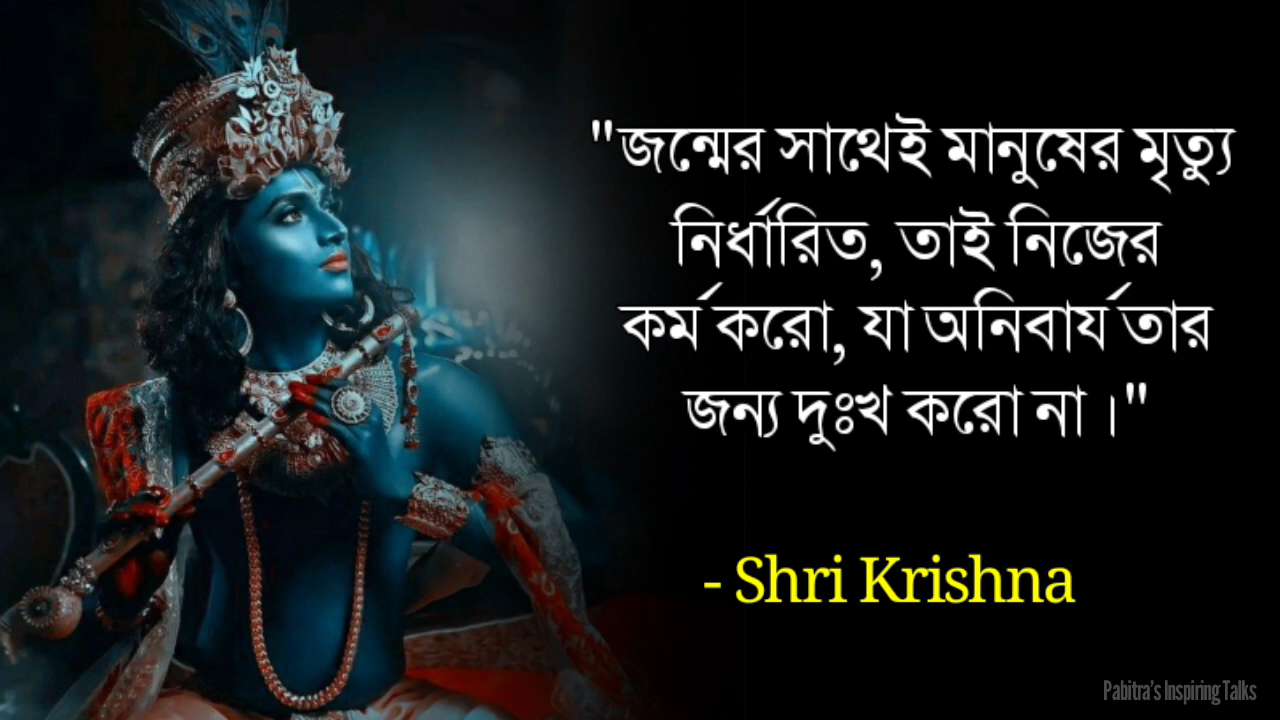 "জন্মের সাথেই মানুষের মৃত্যু
নির্ধারিত, তাই নিজের
কর্ম করো, যা অনিবার্য তার
জন্য দুঃখ করো না।"
- Shri Krishna
Pabitra's Inspiring Talks